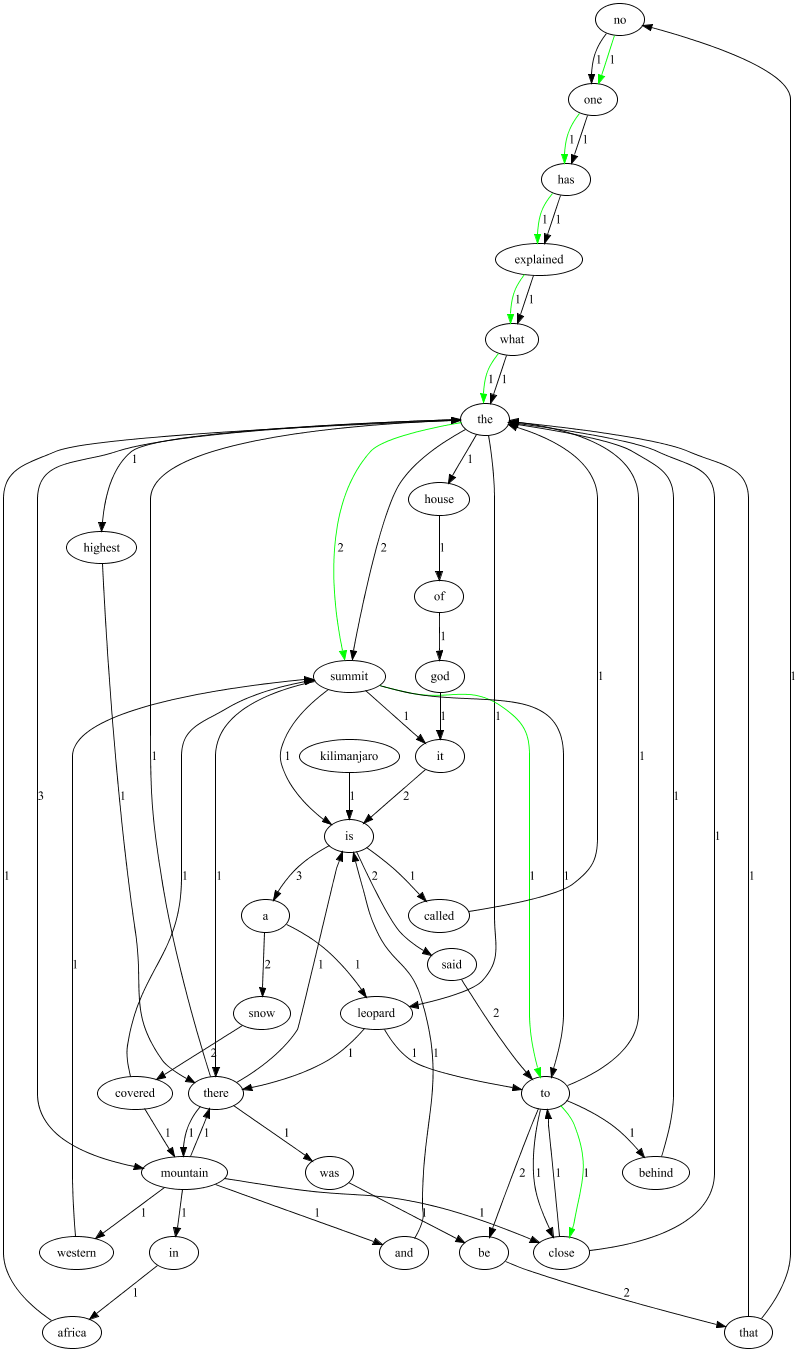 no
1 1
one
1 1
has
1 1
explained
1 1
what
1 1
the
1 1
house
highest
2 2 1
of
1
summit god
1 1 1 1
kilimanjaro it
1 1 1 2
is
3 1 1 1 1 1
3 2 1
a called
1 1 1 1
said
2 1
snow leopard
2 1 1 2
covered there to
1 1 1 1 1
mountain was behind
1 1 1 1 2 1 1 1
western in and be close
1 2
africa that